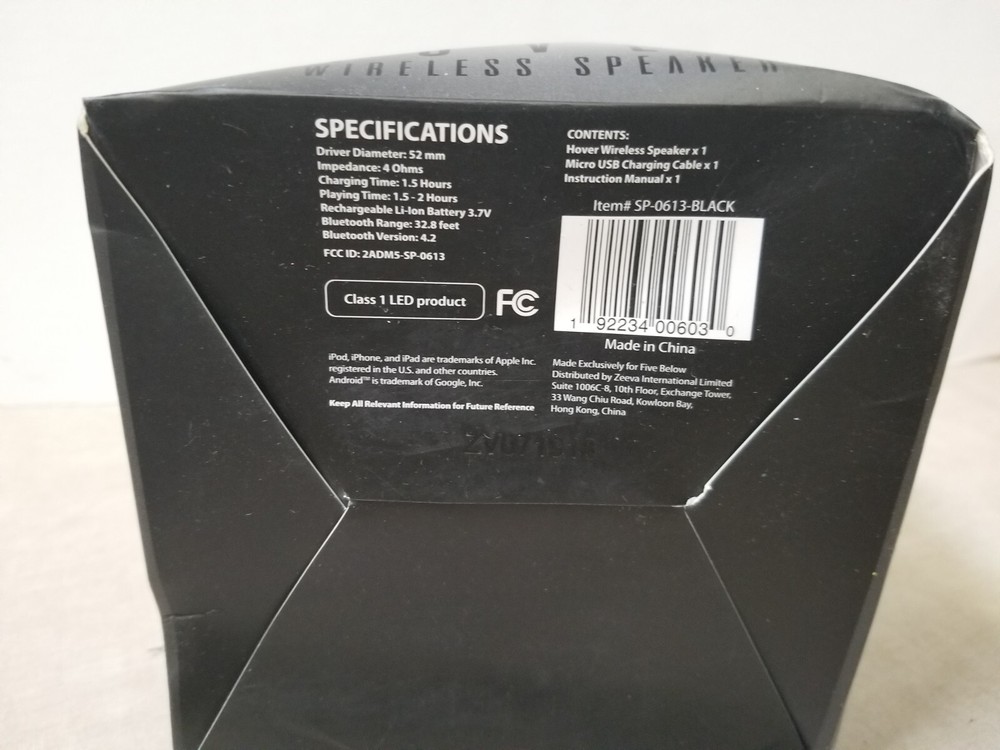 WIRELESS SPEAKER
SPECIFICATIONS
Driver Diameter: 52 mm
Impedance: 4 Ohms
Charging Time: 1.5 Hours
Playing Time: 1.5 - 2 Hours
Rechargeable Li-Ion Battery 3.7V
Bluetooth Range: 32.8 feet
Bluetooth Version: 4.2
FCC ID: 2ADM5-SP-0613
Class 1 LED product
FC
CONTENTS:
Hover Wireless Speaker x 1
Micro USB Charging Cable x 1
Instruction Manual x 1
Item# SP-0613-BLACK
1 92234 00603 0
Made in China
iPod, iPhone, and iPad are trademarks of Apple Inc.
registered in the U.S. and other countries.
Android™ is trademark of Google, Inc.
Keep All Relevant Information for Future Reference
Made Exclusively for Five Below
Distributed by Zeeva International Limited
Suite 1006C-8, 10th Floor, Exchange Tower,
33 Wang Chiu Road, Kowloon Bay,
Hong Kong, China